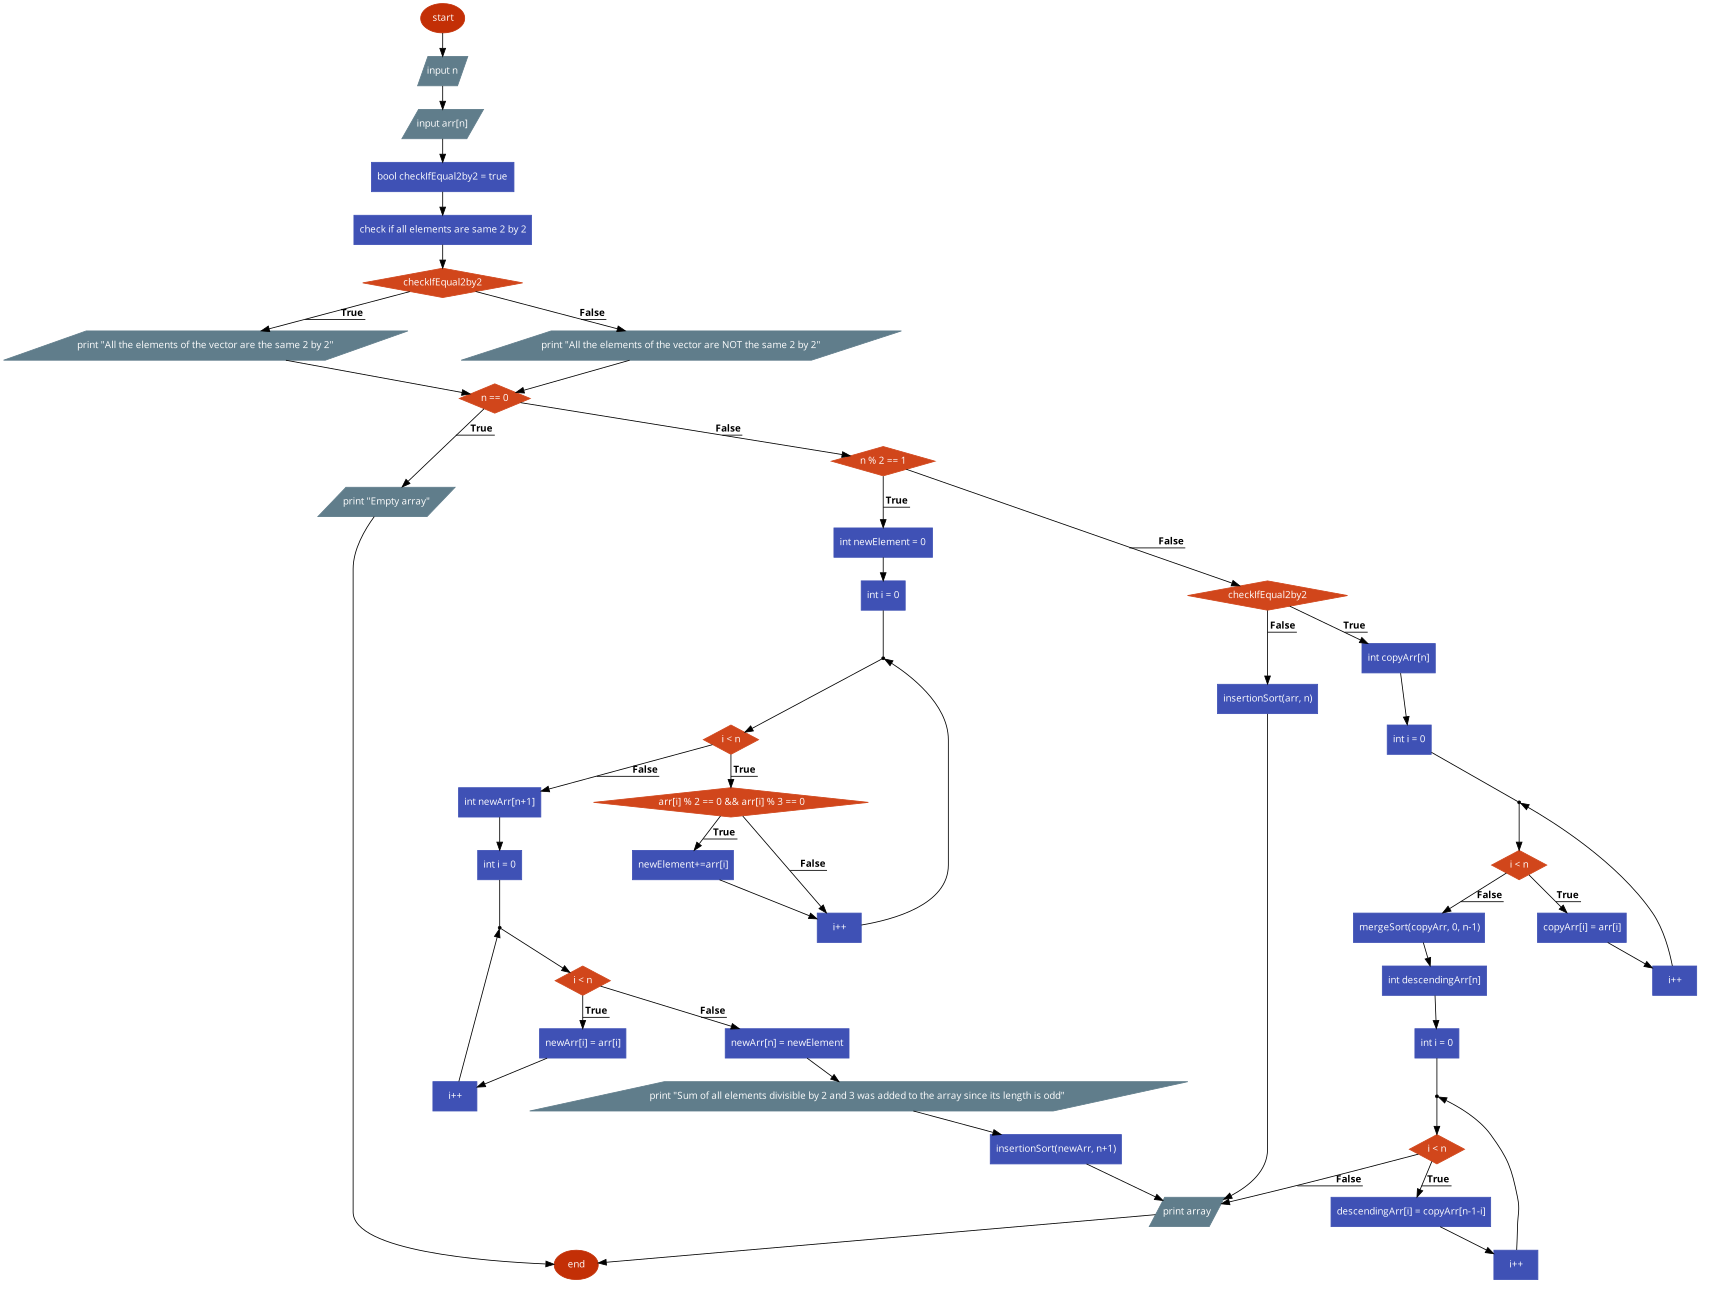 start
input n
input arr[n]
bool checkIfEqual2by2 = true
check if all elements are same 2 by 2
checkIfEqual2by2
True
False
print "All the elements of the vector are the same 2 by 2"
print "All the elements of the vector are NOT the same 2 by 2"
n == 0
True
False
n % 2 == 1
print "Empty array"
True
False
int newElement = 0
int i = 0
checkIfEqual2by2
False
True
int copyArr[n]
insertionSort(arr, n)
int i = 0
i < n
False
True
int newArr[n+1]
arr[i] % 2 == 0 && arr[i] % 3 == 0
True
False
int i = 0
newElement+=arr[i]
i++
i < n
False
True
mergeSort(copyArr, 0, n-1)
copyArr[i] = arr[i]
i++
int descendingArr[n]
i < n
True
False
newArr[i] = arr[i]
newArr[n] = newElement
int i = 0
i++
print "Sum of all elements divisible by 2 and 3 was added to the array since its length is odd"
insertionSort(newArr, n+1)
i < n
False
True
print array
descendingArr[i] = copyArr[n-1-i]
end
i++